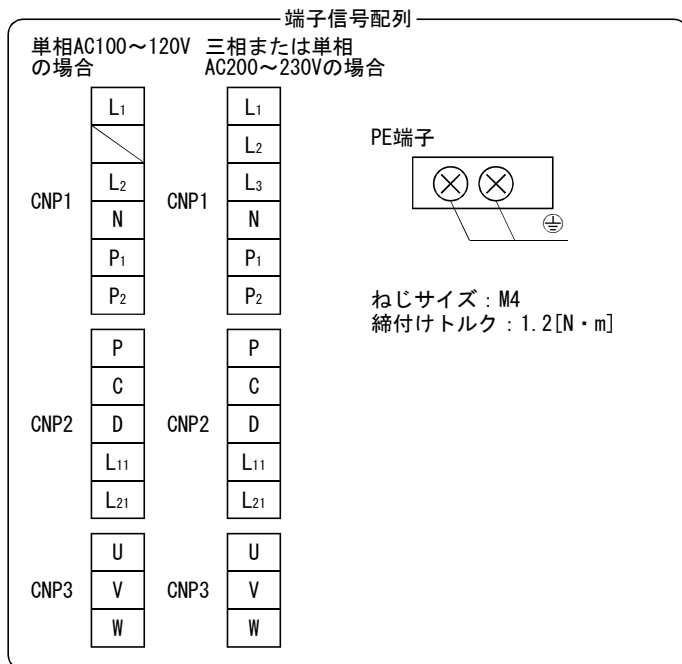 端子信号配列
単相AC100～120V
の場合
三相または単相
AC200～230Vの場合
CNP1
L1
L2
N
P1
P2
CNP2
P
C
D
L11
L21
CNP3
U
V
W
CNP1
L1
L2
L3
N
P1
P2
CNP2
P
C
D
L11
L21
CNP3
U
V
W
PE端子
ねじサイズ：M4
締付けトルク：1.2[N・m]